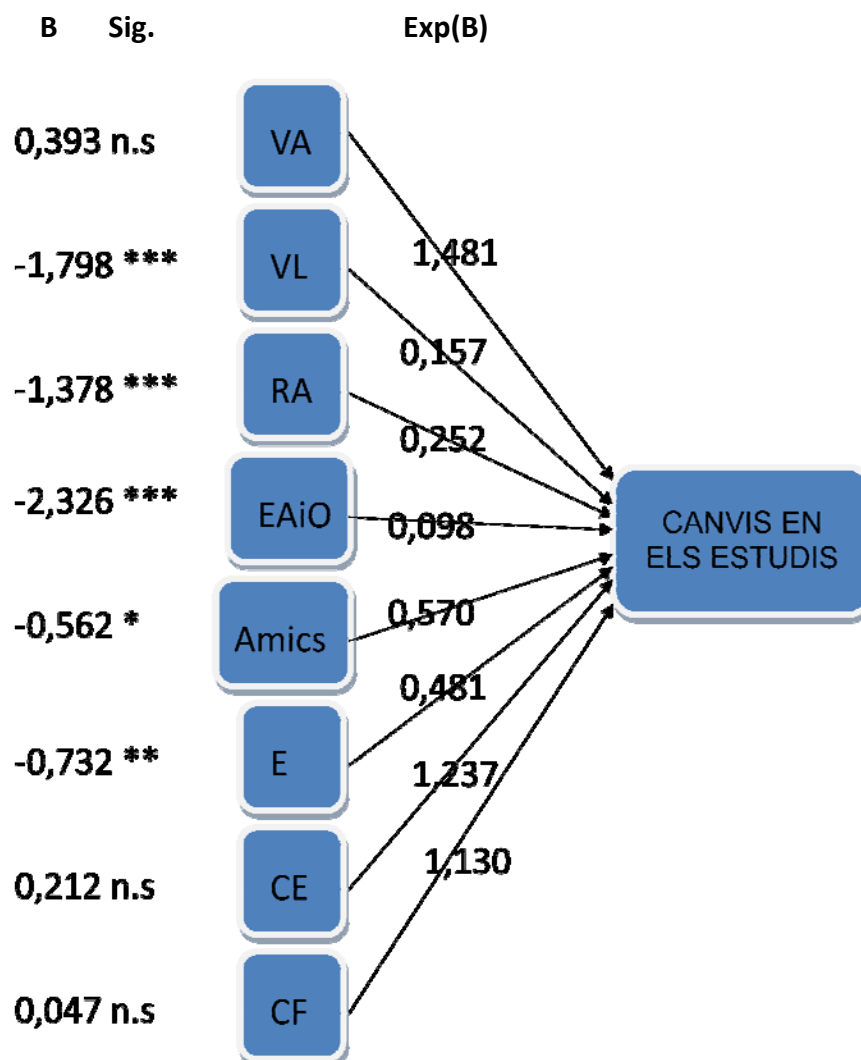 B Sig. Exp(B)
0,393 n.s VA
1,481
-1,798 *** VL
0,157
-1,378 *** RA
0,252
-2,326 *** EAiO
0,098
CANVIS EN
ELS ESTUDIS
-0,562 * Amics
0,570
-0,732 ** E
0,481
1,237
0,212 n.s CE
1,130
0,047 n.s CF